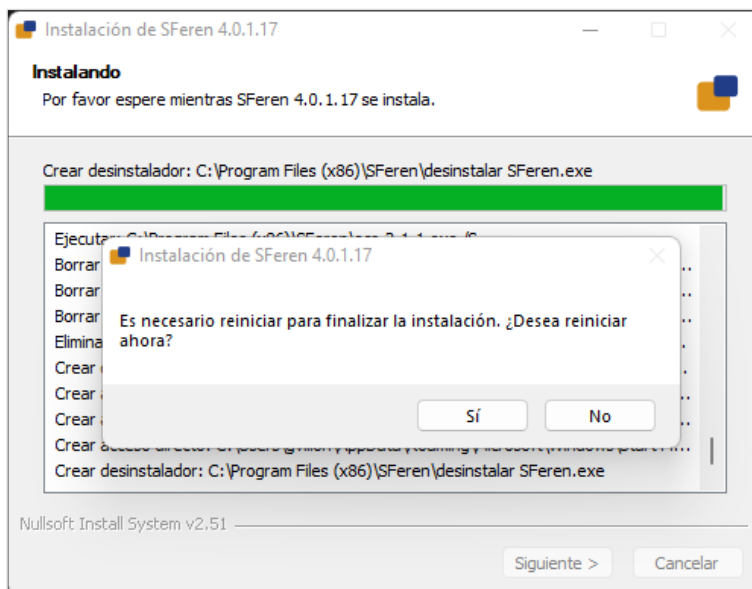 Instalación de SFeren 4.0.1.17
Instalando
Por favor espere mientras SFeren 4.0.1.17 se instala.
Crear desinstalador: C:\Program Files (x86)\SFeren\desinstalar SFeren.exe
Ejecutar:
Borrar
Borrar
Borrar
Elimina
Crear
Crear
Crear
Crear acceso directo:
Crear desinstalador: C:\Program Files (x86)\SFeren\desinstalar SFeren.exe
Instalación de SFeren 4.0.1.17
Es necesario reiniciar para finalizar la instalación. ¿Desea reiniciar
ahora?
Sí
No
Nullsoft Install System v2.51
Siguiente >
Cancelar